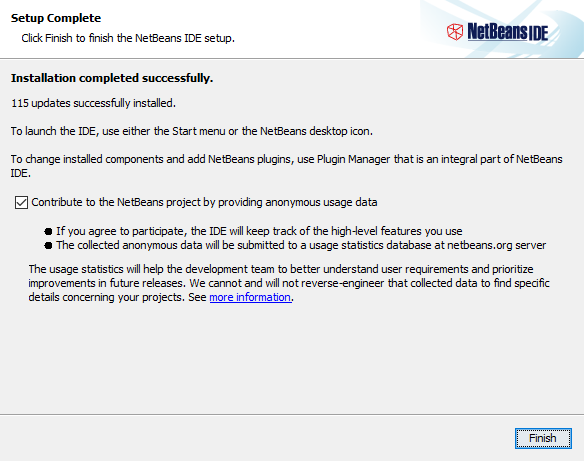 Setup Complete
Click Finish to finish the NetBeans IDE setup.
NetBeans IDE
Installation completed successfully.
115 updates successfully installed.
To launch the IDE, use either the Start menu or the NetBeans desktop icon.
To change installed components and add NetBeans plugins, use Plugin Manager that is an integral part of NetBeans
IDE.
Contribute to the NetBeans project by providing anonymous usage data
● If you agree to participate, the IDE will keep track of the high-level features you use
● The collected anonymous data will be submitted to a usage statistics database at netbeans.org server
The usage statistics will help the development team to better understand user requirements and prioritize
improvements in future releases. We cannot and will not reverse-engineer that collected data to find specific
details concerning your projects. See more information.
Finish